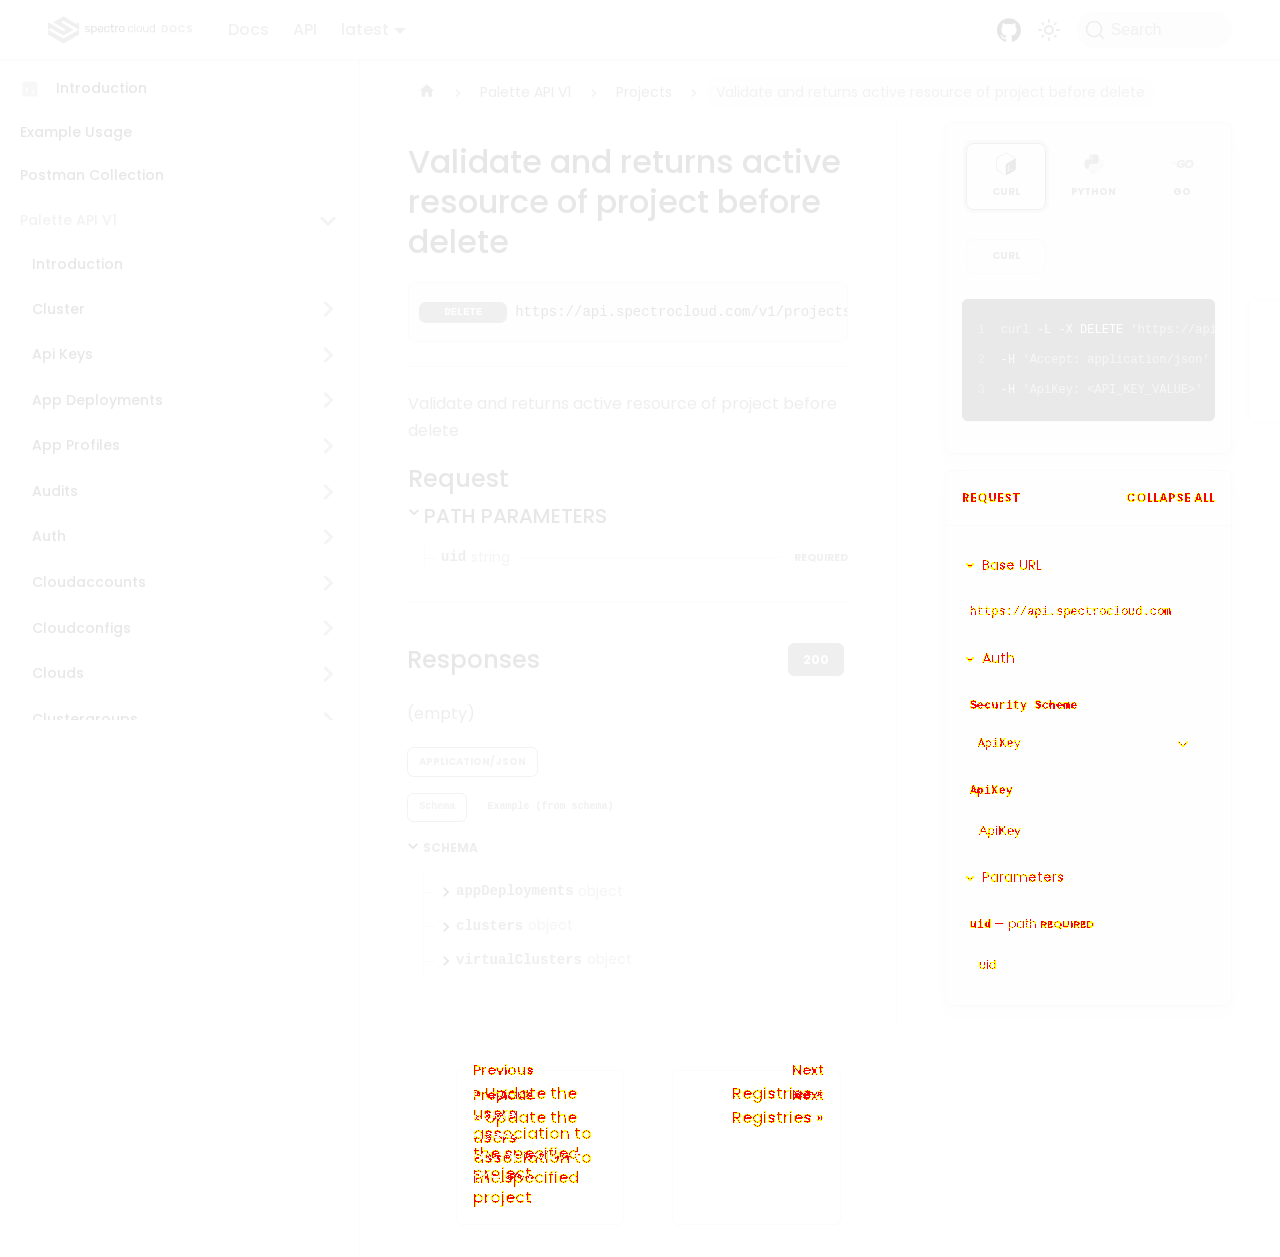 spectro cloud DOCS
Docs
API
latest
Search
Introduction
Example Usage
Postman Collection
Palette API V1
Introduction
Cluster
Api Keys
App Deployments
App Profiles
Audits
Auth
Cloudaccounts
Cloudconfigs
Clouds
Clustergroups
Palette API V1
Projects
Validate and returns active resource of project before delete
Validate and returns active
resource of project before
delete
DELETE https://api.spectrocloud.com/v1/projects
Validate and returns active resource of project before
delete
Request
PATH PARAMETERS
uid string REQUIRED
Responses
200
(empty)
APPLICATION/JSON
Schema
Example (from schema)
SCHEMA
appDeployments object
clusters object
virtualClusters object
CURL
PYTHON
GO
CURL
1 curl -L -X DELETE 'https://api
2 -H 'Accept: application/json'
3 -H 'ApiKey: <API_KEY_VALUE>'
REQUEST
COLLAPSE ALL
Base URL
https://api.spectrocloud.com
Auth
Security Scheme
ApiKey
ApiKey
ApiKey
Parameters
uid — path REQUIRED
uid
Previous
Update the
association to
project
Next
Registries »